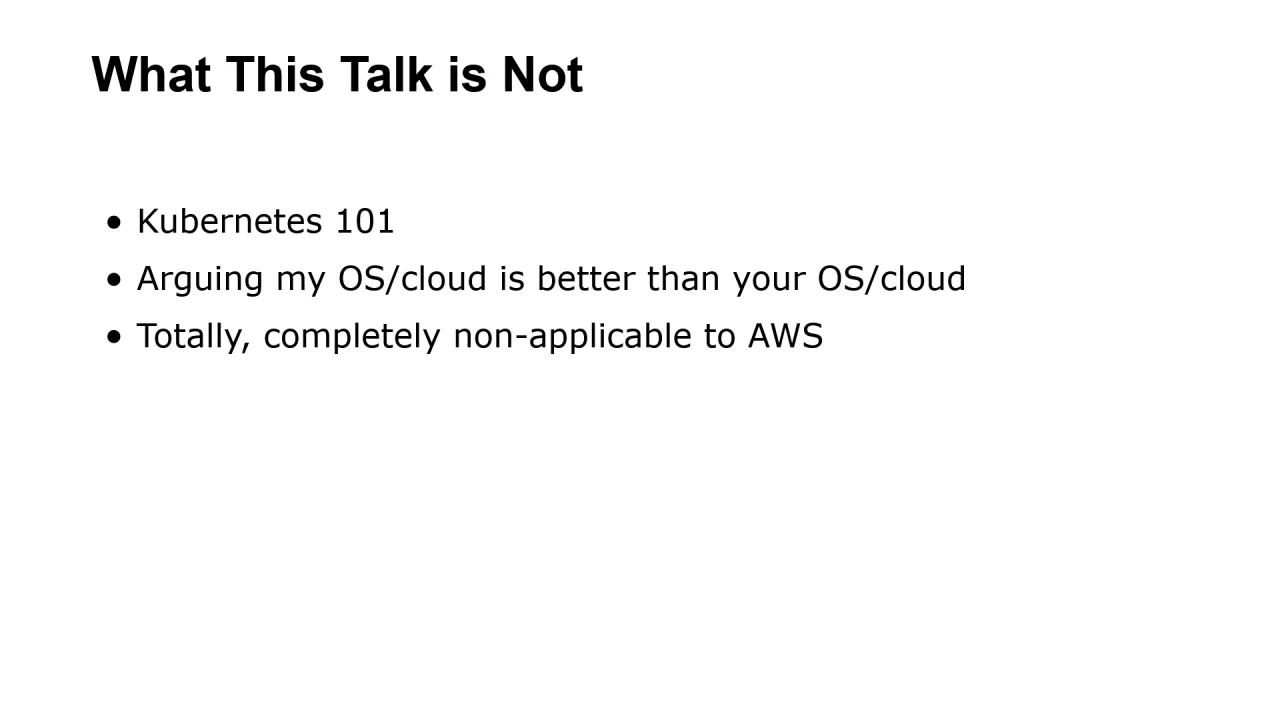 What This Talk is Not
• Kubernetes 101
• Arguing my OS/cloud is better than your OS/cloud
• Totally, completely non-applicable to AWS